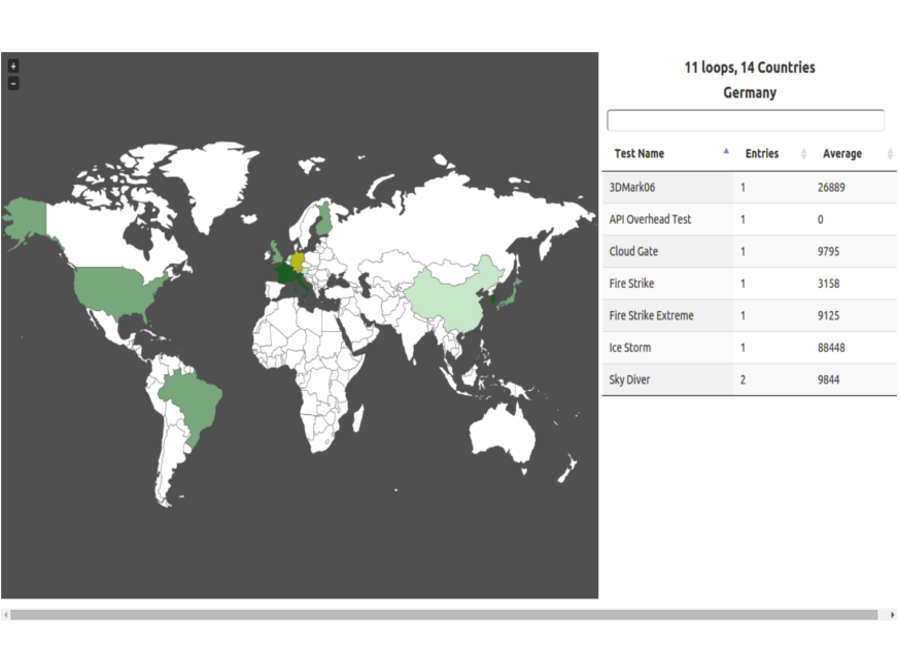 +
−
11 loops, 14 Countries
Germany
Test Name Entries Average
3DMark06 1 26889
API Overhead Test 1 0
Cloud Gate 1 9795
Fire Strike 1 3158
Fire Strike Extreme 1 9125
Ice Storm 1 88448
Sky Diver 2 9844